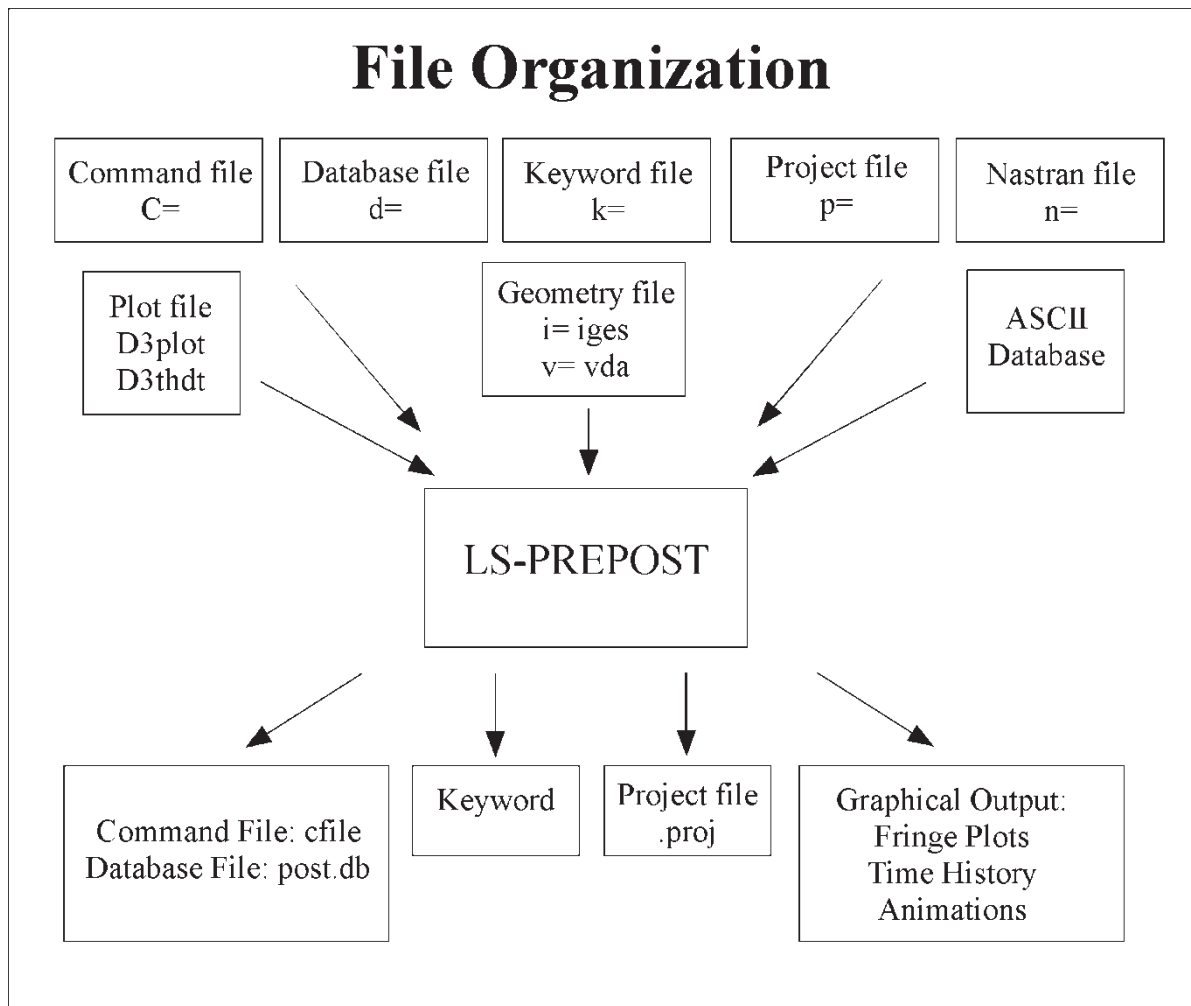 File Organization
Command file
C=
Database file
d=
Keyword file
k=
Project file
p=
Nastran file
n=
Plot file
D3plot
D3thdt
Geometry file
i= iges
v= vda
ASCII
Database
LS-PREPOST
Command File: cfile
Database File: post.db
Keyword
Project file
.proj
Graphical Output:
Fringe Plots
Time History
Animations